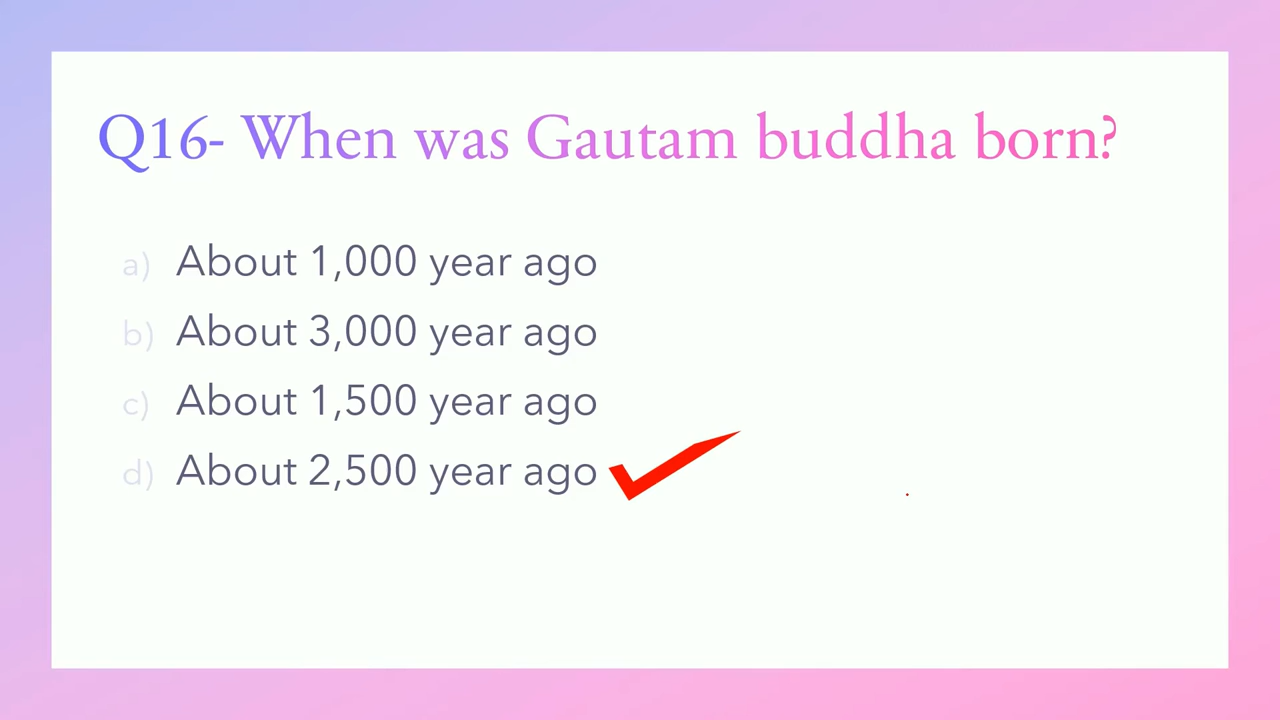 Q16- When was Gautam buddha born?
a) About 1,000 year ago
b) About 3,000 year ago
c) About 1,500 year ago
d) About 2,500 year ago